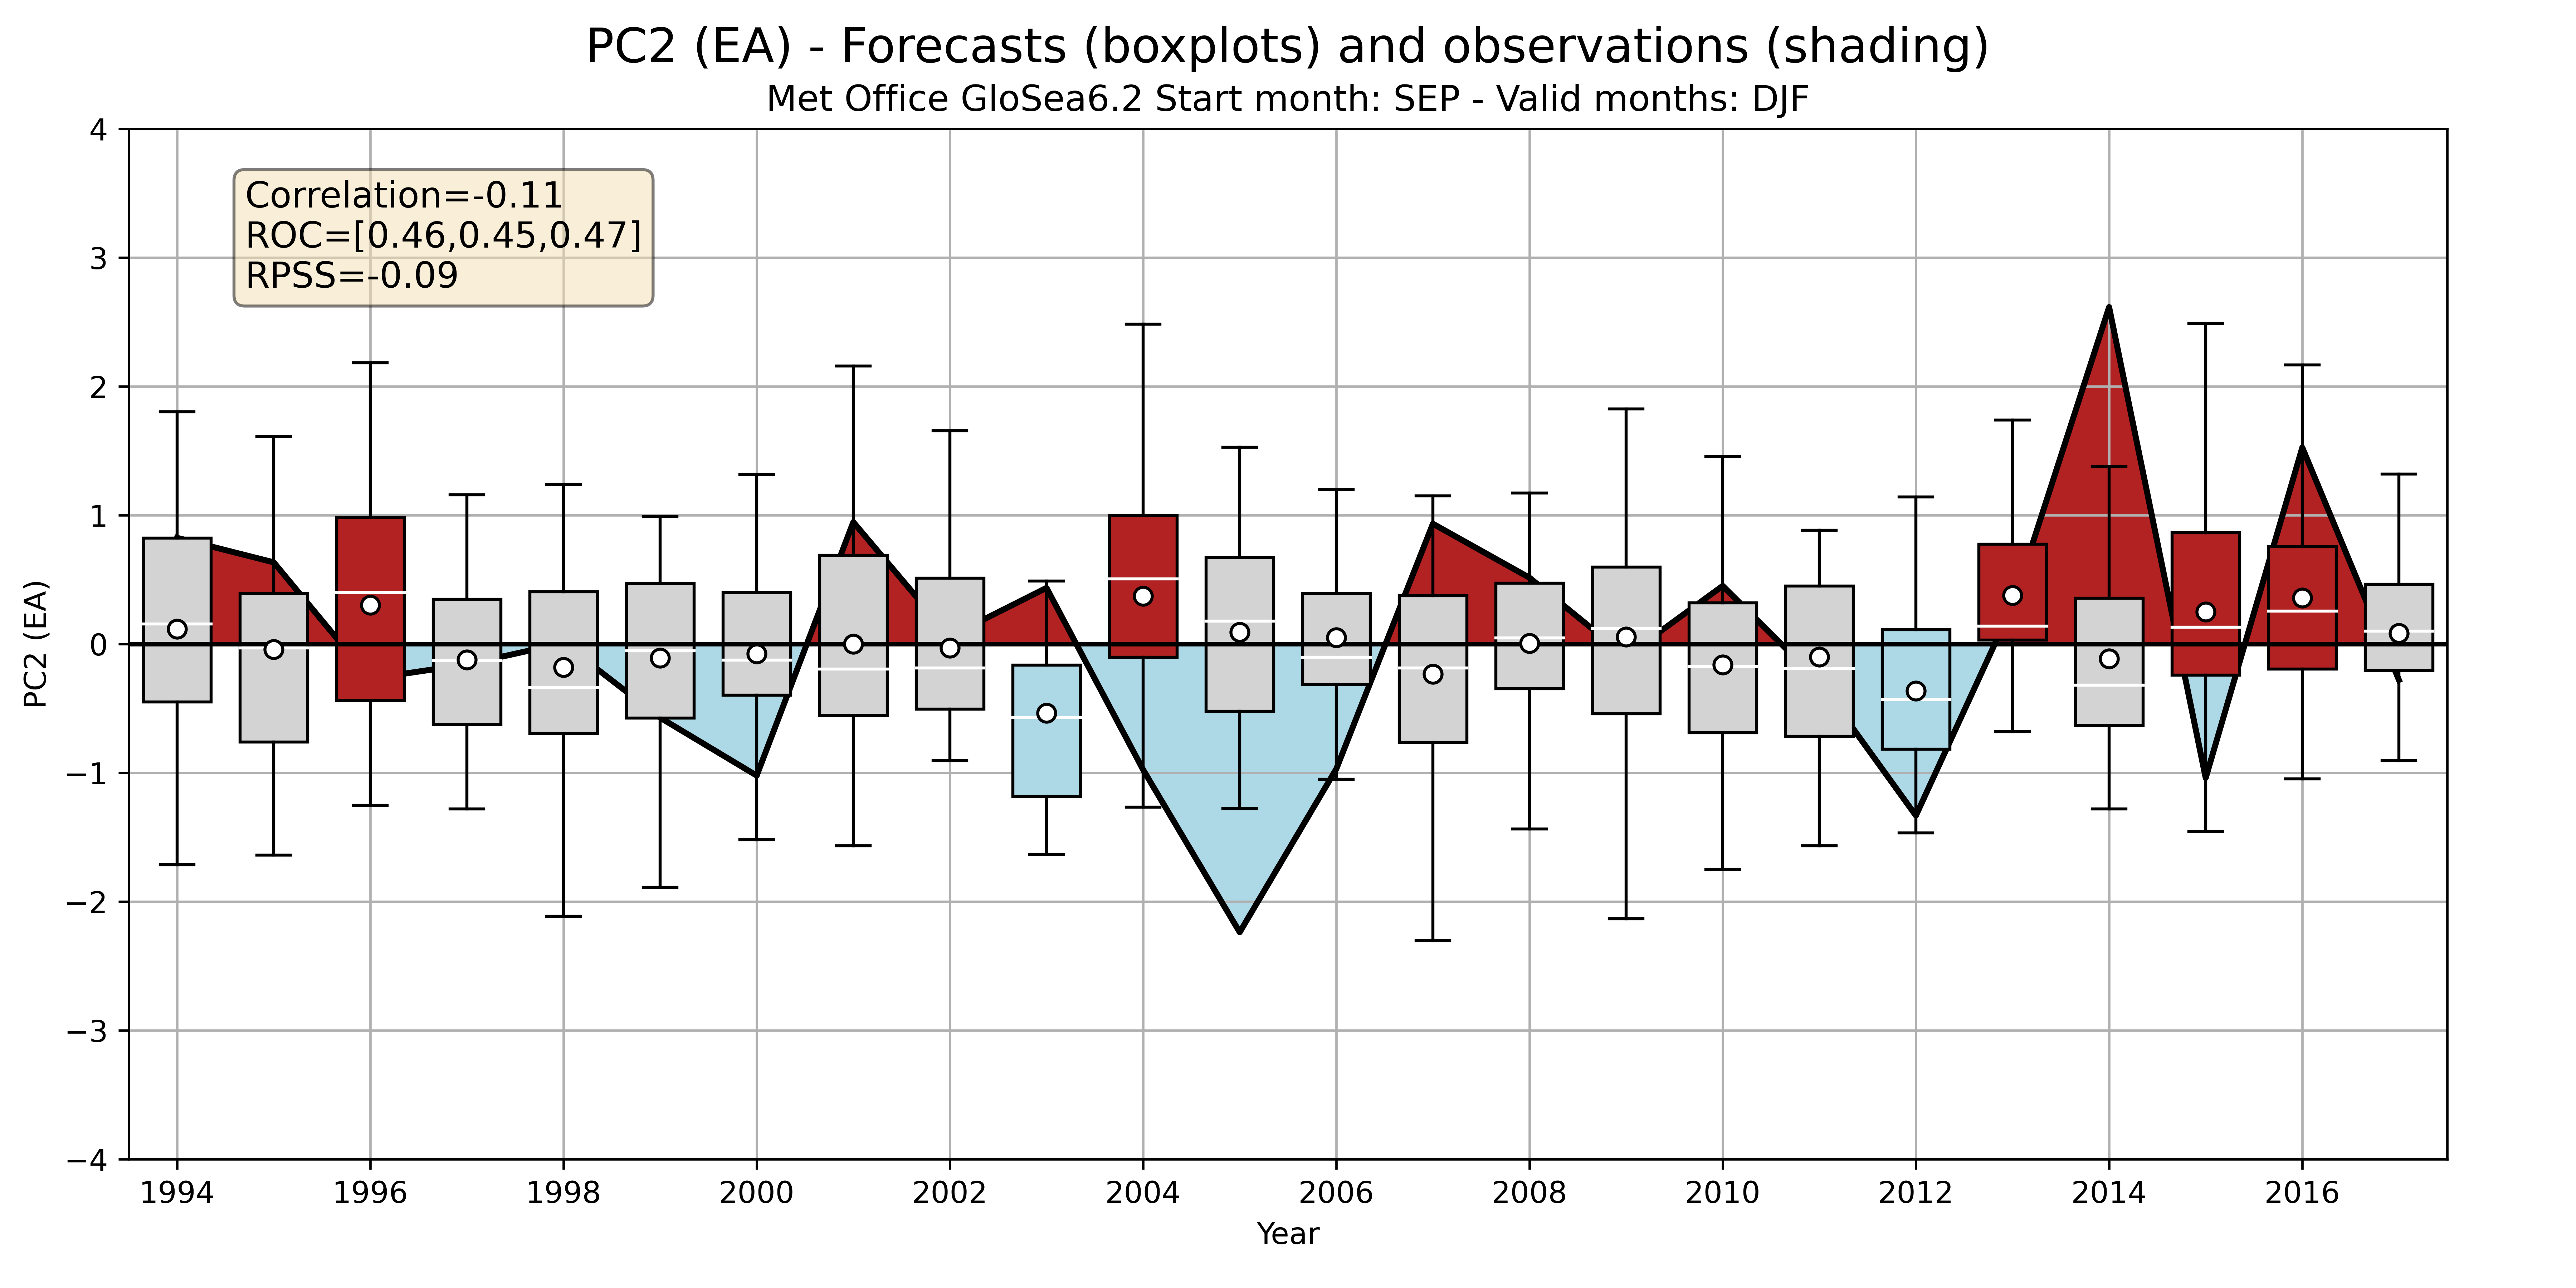 PC2 (EA) - Forecasts (boxplots) and observations (shading)
Met Office GloSea6.2 Start month: SEP - Valid months: DJF
Correlation=-0.11
ROC=[0.46,0.45,0.47]
RPSS=-0.09
PC2 (EA)
4
3
2
1
0
−1
−2
−3
−4
1994 1996 1998 2000 2002 2004 2006 2008 2010 2012 2014 2016
Year